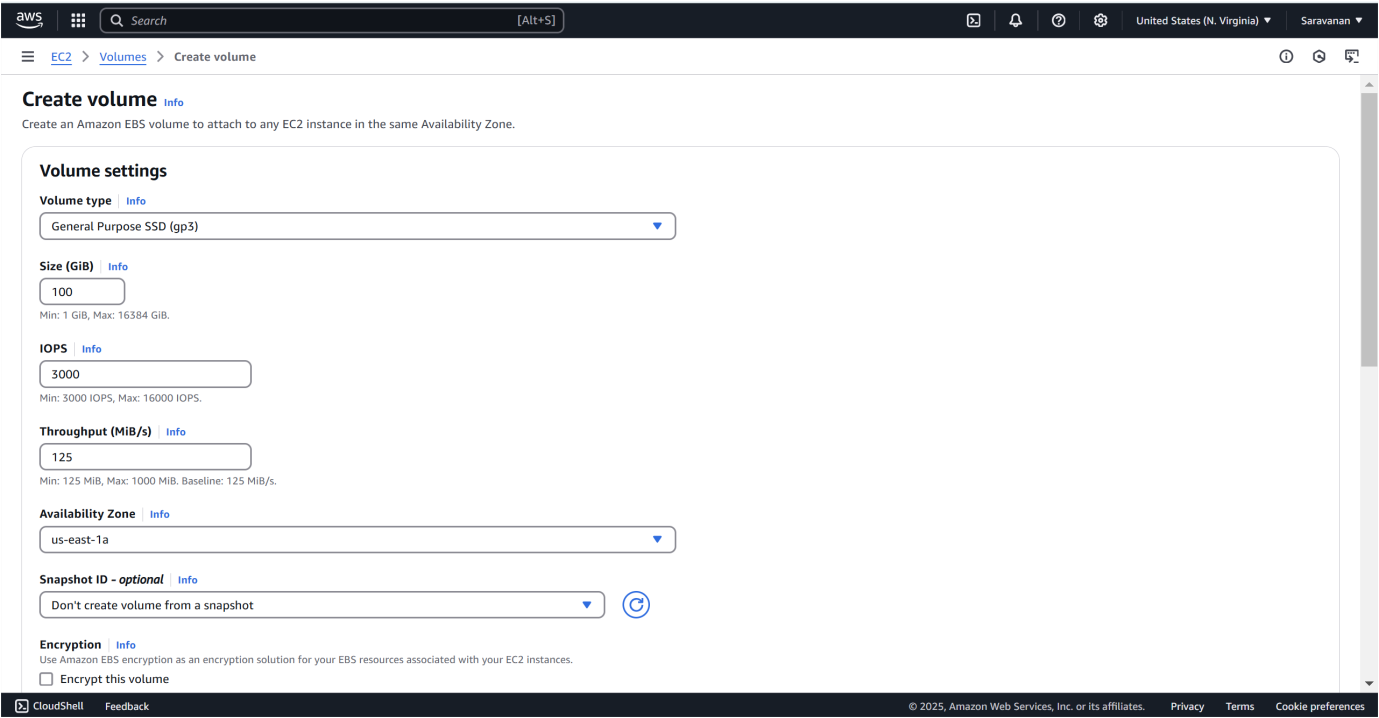 aws
Search [Alt+S]
United States (N. Virginia) ▼ Saravanan ▼
EC2 > Volumes > Create volume
Create volume Info
Create an Amazon EBS volume to attach to any EC2 instance in the same Availability Zone.
Volume settings
Volume type Info
General Purpose SSD (gp3)
Size (GiB) Info
100
Min: 1 GiB, Max: 16384 GiB.
IOPS Info
3000
Min: 3000 IOPS, Max: 16000 IOPS.
Throughput (MiB/s) Info
125
Min: 125 MiB, Max: 1000 MiB. Baseline: 125 MiB/s.
Availability Zone Info
us-east-1a
Snapshot ID - optional Info
Don't create volume from a snapshot
Encryption Info
Use Amazon EBS encryption as an encryption solution for your EBS resources associated with your EC2 instances.
Encrypt this volume
CloudShell Feedback © 2025, Amazon Web Services, Inc. or its affiliates. Privacy Terms Cookie preferences